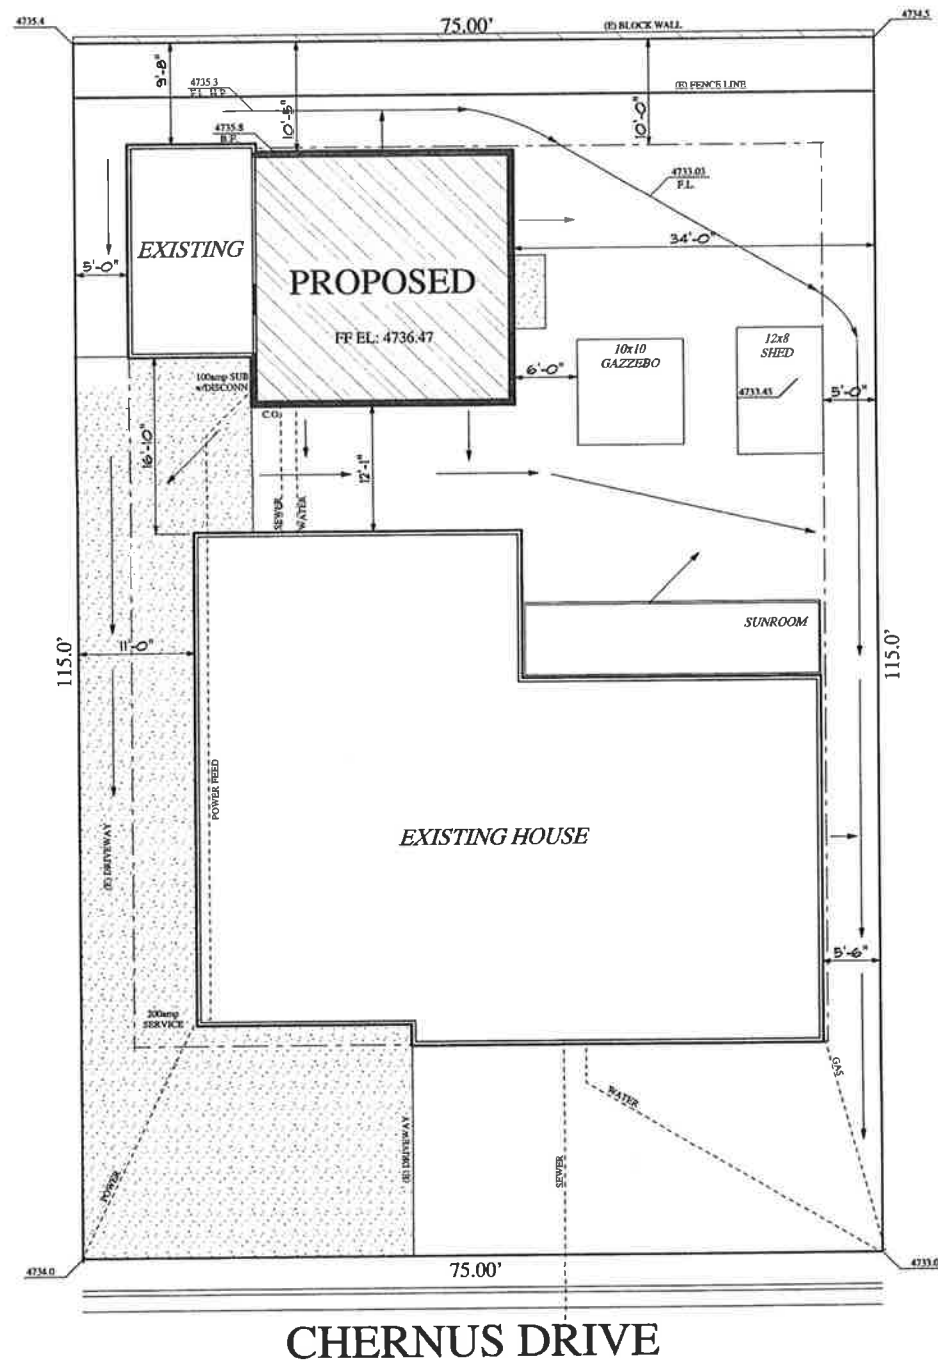 4735.4
75.00'
(E) BLOCK WALL
4734.5
9'-8"
4735.3
F.L. H.P.
10'-5"
10'-0"
(E) FENCE LINE
4735.8
B.P.
4733.03
F.L.
EXISTING
34'-0"
5'-0"
PROPOSED
FF EL: 4736.47
10x10
GAZZEBO
12x8
SHED
6'-0"
100amp SUB
w/DISCONN
4733.45
5'-0"
C.O.
16'-10"
12'-1"
SEWER
WATER
SUNROOM
11'-0"
115.0'
115.0'
POWER FEED
EXISTING HOUSE
(E) DRIVEWAY
5'-6"
200amp
SERVICE
GAS
WATER
(E) DRIVEWAY
SEWER
POWER
4734.0
75.00'
4733.0
CHERNUS DRIVE